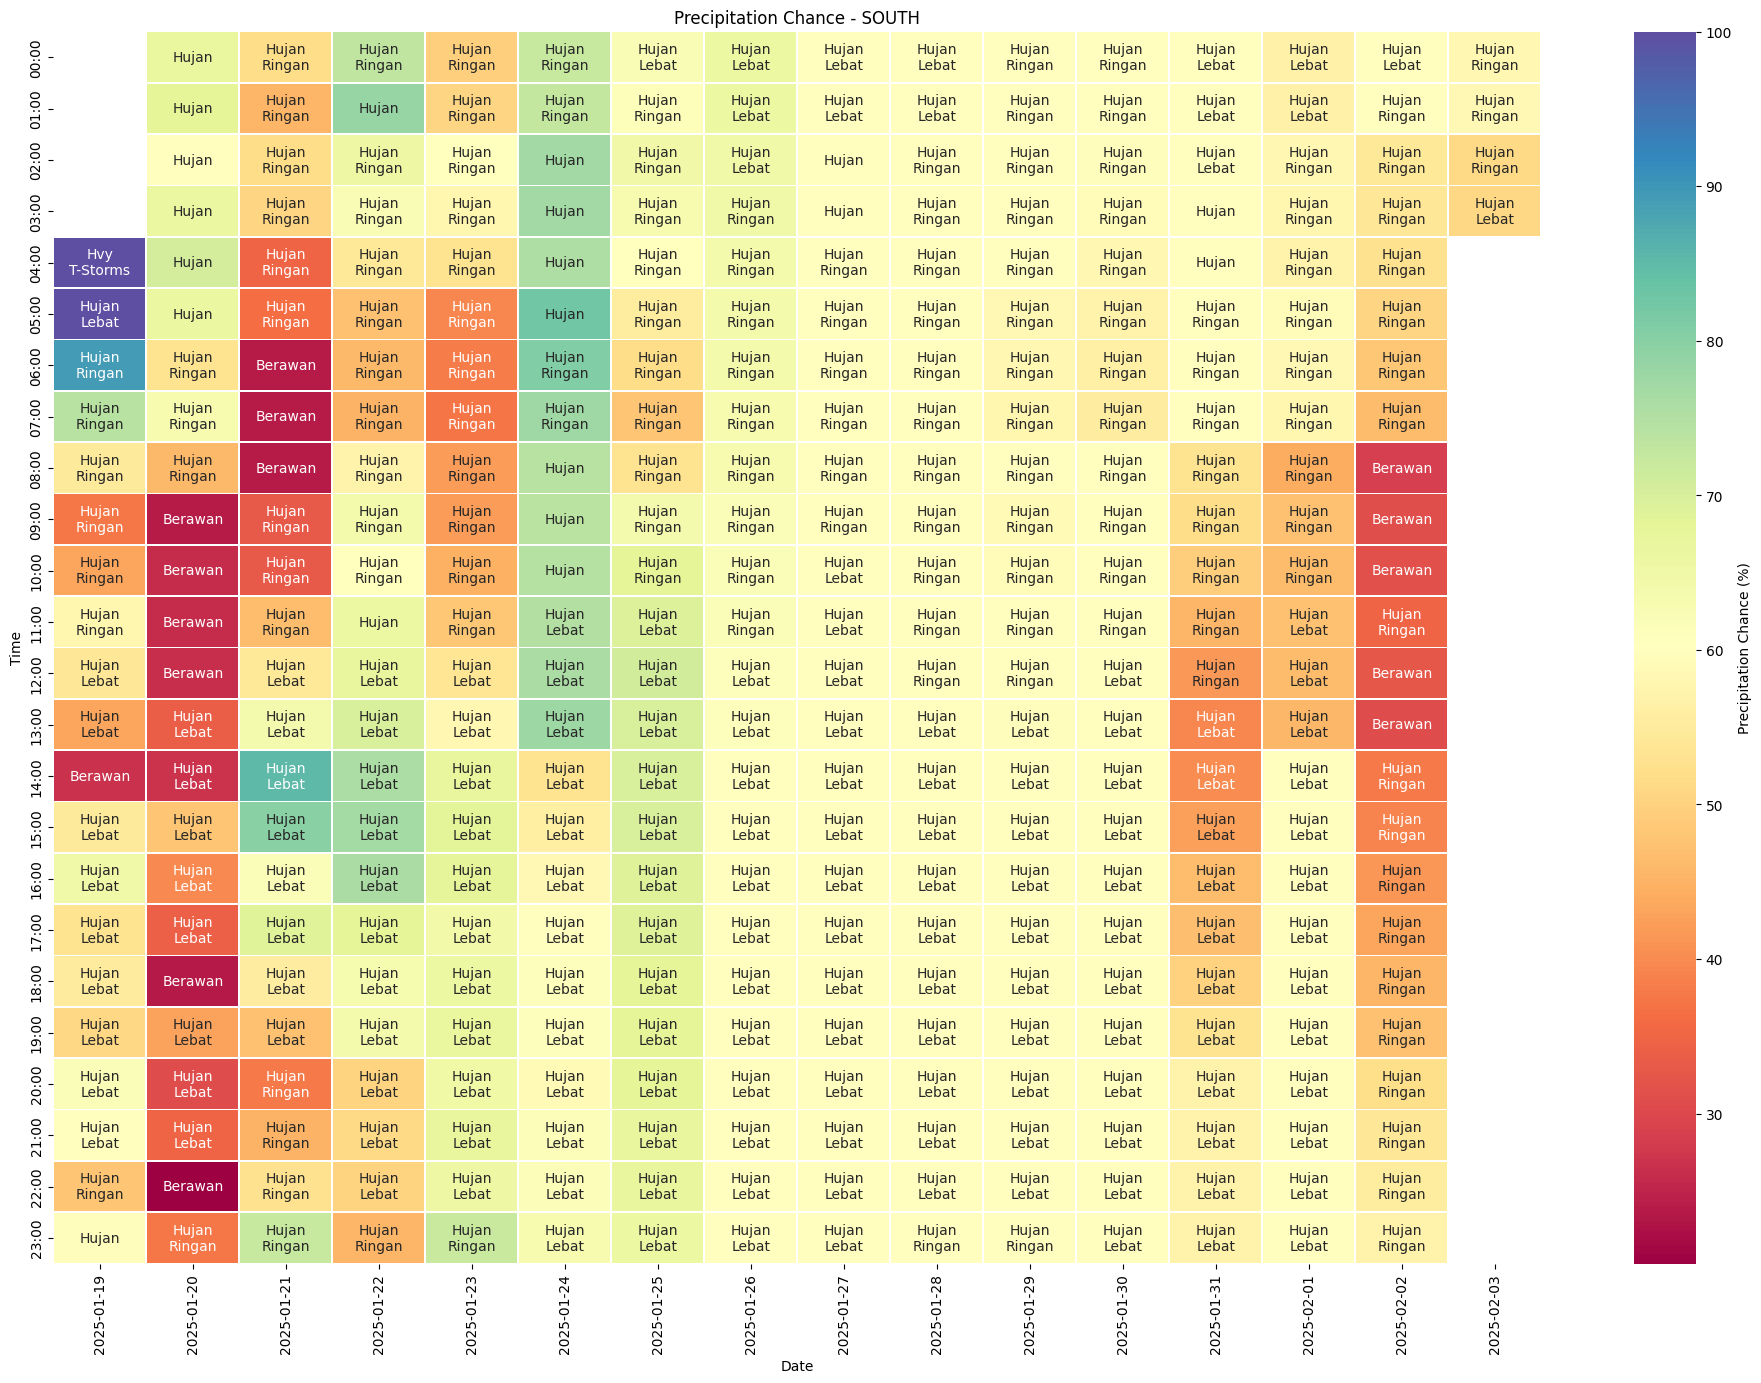 Precipitation Chance - SOUTH
00:00 Hujan Hujan Ringan Hujan Ringan Hujan Ringan Hujan Ringan Hujan Lebat Hujan Lebat Hujan Lebat Hujan Lebat Hujan Ringan Hujan Ringan Hujan Lebat Hujan Lebat Hujan Lebat Hujan Ringan
01:00 Hujan Hujan Ringan Hujan Hujan Ringan Hujan Ringan Hujan Ringan Hujan Lebat Hujan Lebat Hujan Lebat Hujan Ringan Hujan Ringan Hujan Lebat Hujan Lebat Hujan Ringan Hujan Ringan
02:00 Hujan Hujan Ringan Hujan Ringan Hujan Ringan Hujan Hujan Ringan Hujan Lebat Hujan Hujan Ringan Hujan Ringan Hujan Ringan Hujan Lebat Hujan Ringan Hujan Ringan Hujan Ringan
03:00 Hujan Hujan Ringan Hujan Ringan Hujan Ringan Hujan Hujan Ringan Hujan Ringan Hujan Hujan Ringan Hujan Ringan Hujan Ringan Hujan Hujan Ringan Hujan Ringan Hujan Lebat
04:00 Hvy T-Storms Hujan Hujan Ringan Hujan Ringan Hujan Ringan Hujan Hujan Ringan Hujan Ringan Hujan Ringan Hujan Ringan Hujan Ringan Hujan Ringan Hujan Hujan Ringan Hujan Ringan
05:00 Hujan Lebat Hujan Hujan Ringan Hujan Ringan Hujan Ringan Hujan Hujan Ringan Hujan Ringan Hujan Ringan Hujan Ringan Hujan Ringan Hujan Ringan Hujan Ringan Hujan Ringan Hujan Ringan
06:00 Hujan Ringan Hujan Ringan Berawan Hujan Ringan Hujan Ringan Hujan Ringan Hujan Ringan Hujan Ringan Hujan Ringan Hujan Ringan Hujan Ringan Hujan Ringan Hujan Ringan Hujan Ringan Hujan Ringan
07:00 Hujan Ringan Hujan Ringan Berawan Hujan Ringan Hujan Ringan Hujan Ringan Hujan Ringan Hujan Ringan Hujan Ringan Hujan Ringan Hujan Ringan Hujan Ringan Hujan Ringan Hujan Ringan Hujan Ringan
08:00 Hujan Ringan Hujan Ringan Berawan Hujan Ringan Hujan Ringan Hujan Hujan Ringan Hujan Ringan Hujan Ringan Hujan Ringan Hujan Ringan Hujan Ringan Hujan Ringan Hujan Ringan Berawan
09:00 Hujan Ringan Berawan Hujan Ringan Hujan Ringan Hujan Ringan Hujan Hujan Ringan Hujan Ringan Hujan Ringan Hujan Ringan Hujan Ringan Hujan Ringan Hujan Ringan Hujan Ringan Berawan
10:00 Hujan Ringan Berawan Hujan Ringan Hujan Ringan Hujan Ringan Hujan Hujan Ringan Hujan Ringan Hujan Lebat Hujan Ringan Hujan Ringan Hujan Ringan Hujan Ringan Hujan Ringan Berawan
11:00 Hujan Ringan Berawan Hujan Ringan Hujan Hujan Ringan Hujan Lebat Hujan Lebat Hujan Ringan Hujan Lebat Hujan Ringan Hujan Ringan Hujan Ringan Hujan Ringan Hujan Lebat Hujan Ringan
12:00 Hujan Lebat Berawan Hujan Lebat Hujan Lebat Hujan Lebat Hujan Lebat Hujan Lebat Hujan Lebat Hujan Lebat Hujan Ringan Hujan Ringan Hujan Lebat Hujan Ringan Hujan Lebat Berawan
13:00 Hujan Lebat Hujan Lebat Hujan Lebat Hujan Lebat Hujan Lebat Hujan Lebat Hujan Lebat Hujan Lebat Hujan Lebat Hujan Lebat Hujan Lebat Hujan Lebat Hujan Lebat Hujan Lebat Berawan
14:00 Berawan Hujan Lebat Hujan Lebat Hujan Lebat Hujan Lebat Hujan Lebat Hujan Lebat Hujan Lebat Hujan Lebat Hujan Lebat Hujan Lebat Hujan Lebat Hujan Lebat Hujan Lebat Hujan Ringan
15:00 Hujan Lebat Hujan Lebat Hujan Lebat Hujan Lebat Hujan Lebat Hujan Lebat Hujan Lebat Hujan Lebat Hujan Lebat Hujan Lebat Hujan Lebat Hujan Lebat Hujan Lebat Hujan Lebat Hujan Ringan
16:00 Hujan Lebat Hujan Lebat Hujan Lebat Hujan Lebat Hujan Lebat Hujan Lebat Hujan Lebat Hujan Lebat Hujan Lebat Hujan Lebat Hujan Lebat Hujan Lebat Hujan Lebat Hujan Lebat Hujan Ringan
17:00 Hujan Lebat Hujan Lebat Hujan Lebat Hujan Lebat Hujan Lebat Hujan Lebat Hujan Lebat Hujan Lebat Hujan Lebat Hujan Lebat Hujan Lebat Hujan Lebat Hujan Lebat Hujan Lebat Hujan Ringan
18:00 Hujan Lebat Berawan Hujan Lebat Hujan Lebat Hujan Lebat Hujan Lebat Hujan Lebat Hujan Lebat Hujan Lebat Hujan Lebat Hujan Lebat Hujan Lebat Hujan Lebat Hujan Lebat Hujan Ringan
19:00 Hujan Lebat Hujan Lebat Hujan Lebat Hujan Lebat Hujan Lebat Hujan Lebat Hujan Lebat Hujan Lebat Hujan Lebat Hujan Lebat Hujan Lebat Hujan Lebat Hujan Lebat Hujan Lebat Hujan Ringan
20:00 Hujan Lebat Hujan Lebat Hujan Ringan Hujan Lebat Hujan Lebat Hujan Lebat Hujan Lebat Hujan Lebat Hujan Lebat Hujan Lebat Hujan Lebat Hujan Lebat Hujan Lebat Hujan Lebat Hujan Ringan
21:00 Hujan Lebat Hujan Lebat Hujan Ringan Hujan Lebat Hujan Lebat Hujan Lebat Hujan Lebat Hujan Lebat Hujan Lebat Hujan Lebat Hujan Lebat Hujan Lebat Hujan Lebat Hujan Lebat Hujan Ringan
22:00 Hujan Ringan Berawan Hujan Ringan Hujan Lebat Hujan Lebat Hujan Lebat Hujan Lebat Hujan Lebat Hujan Lebat Hujan Lebat Hujan Lebat Hujan Lebat Hujan Lebat Hujan Lebat Hujan Ringan
23:00 Hujan Hujan Ringan Hujan Ringan Hujan Ringan Hujan Ringan Hujan Lebat Hujan Lebat Hujan Lebat Hujan Lebat Hujan Ringan Hujan Ringan Hujan Lebat Hujan Lebat Hujan Lebat Hujan Ringan
Time
2025-01-19 2025-01-20 2025-01-21 2025-01-22 2025-01-23 2025-01-24 2025-01-25 2025-01-26 2025-01-27 2025-01-28 2025-01-29 2025-01-30 2025-01-31 2025-02-01 2025-02-02 2025-02-03
Date
100
90
80
70
60
50
40
30
Precipitation Chance (%)